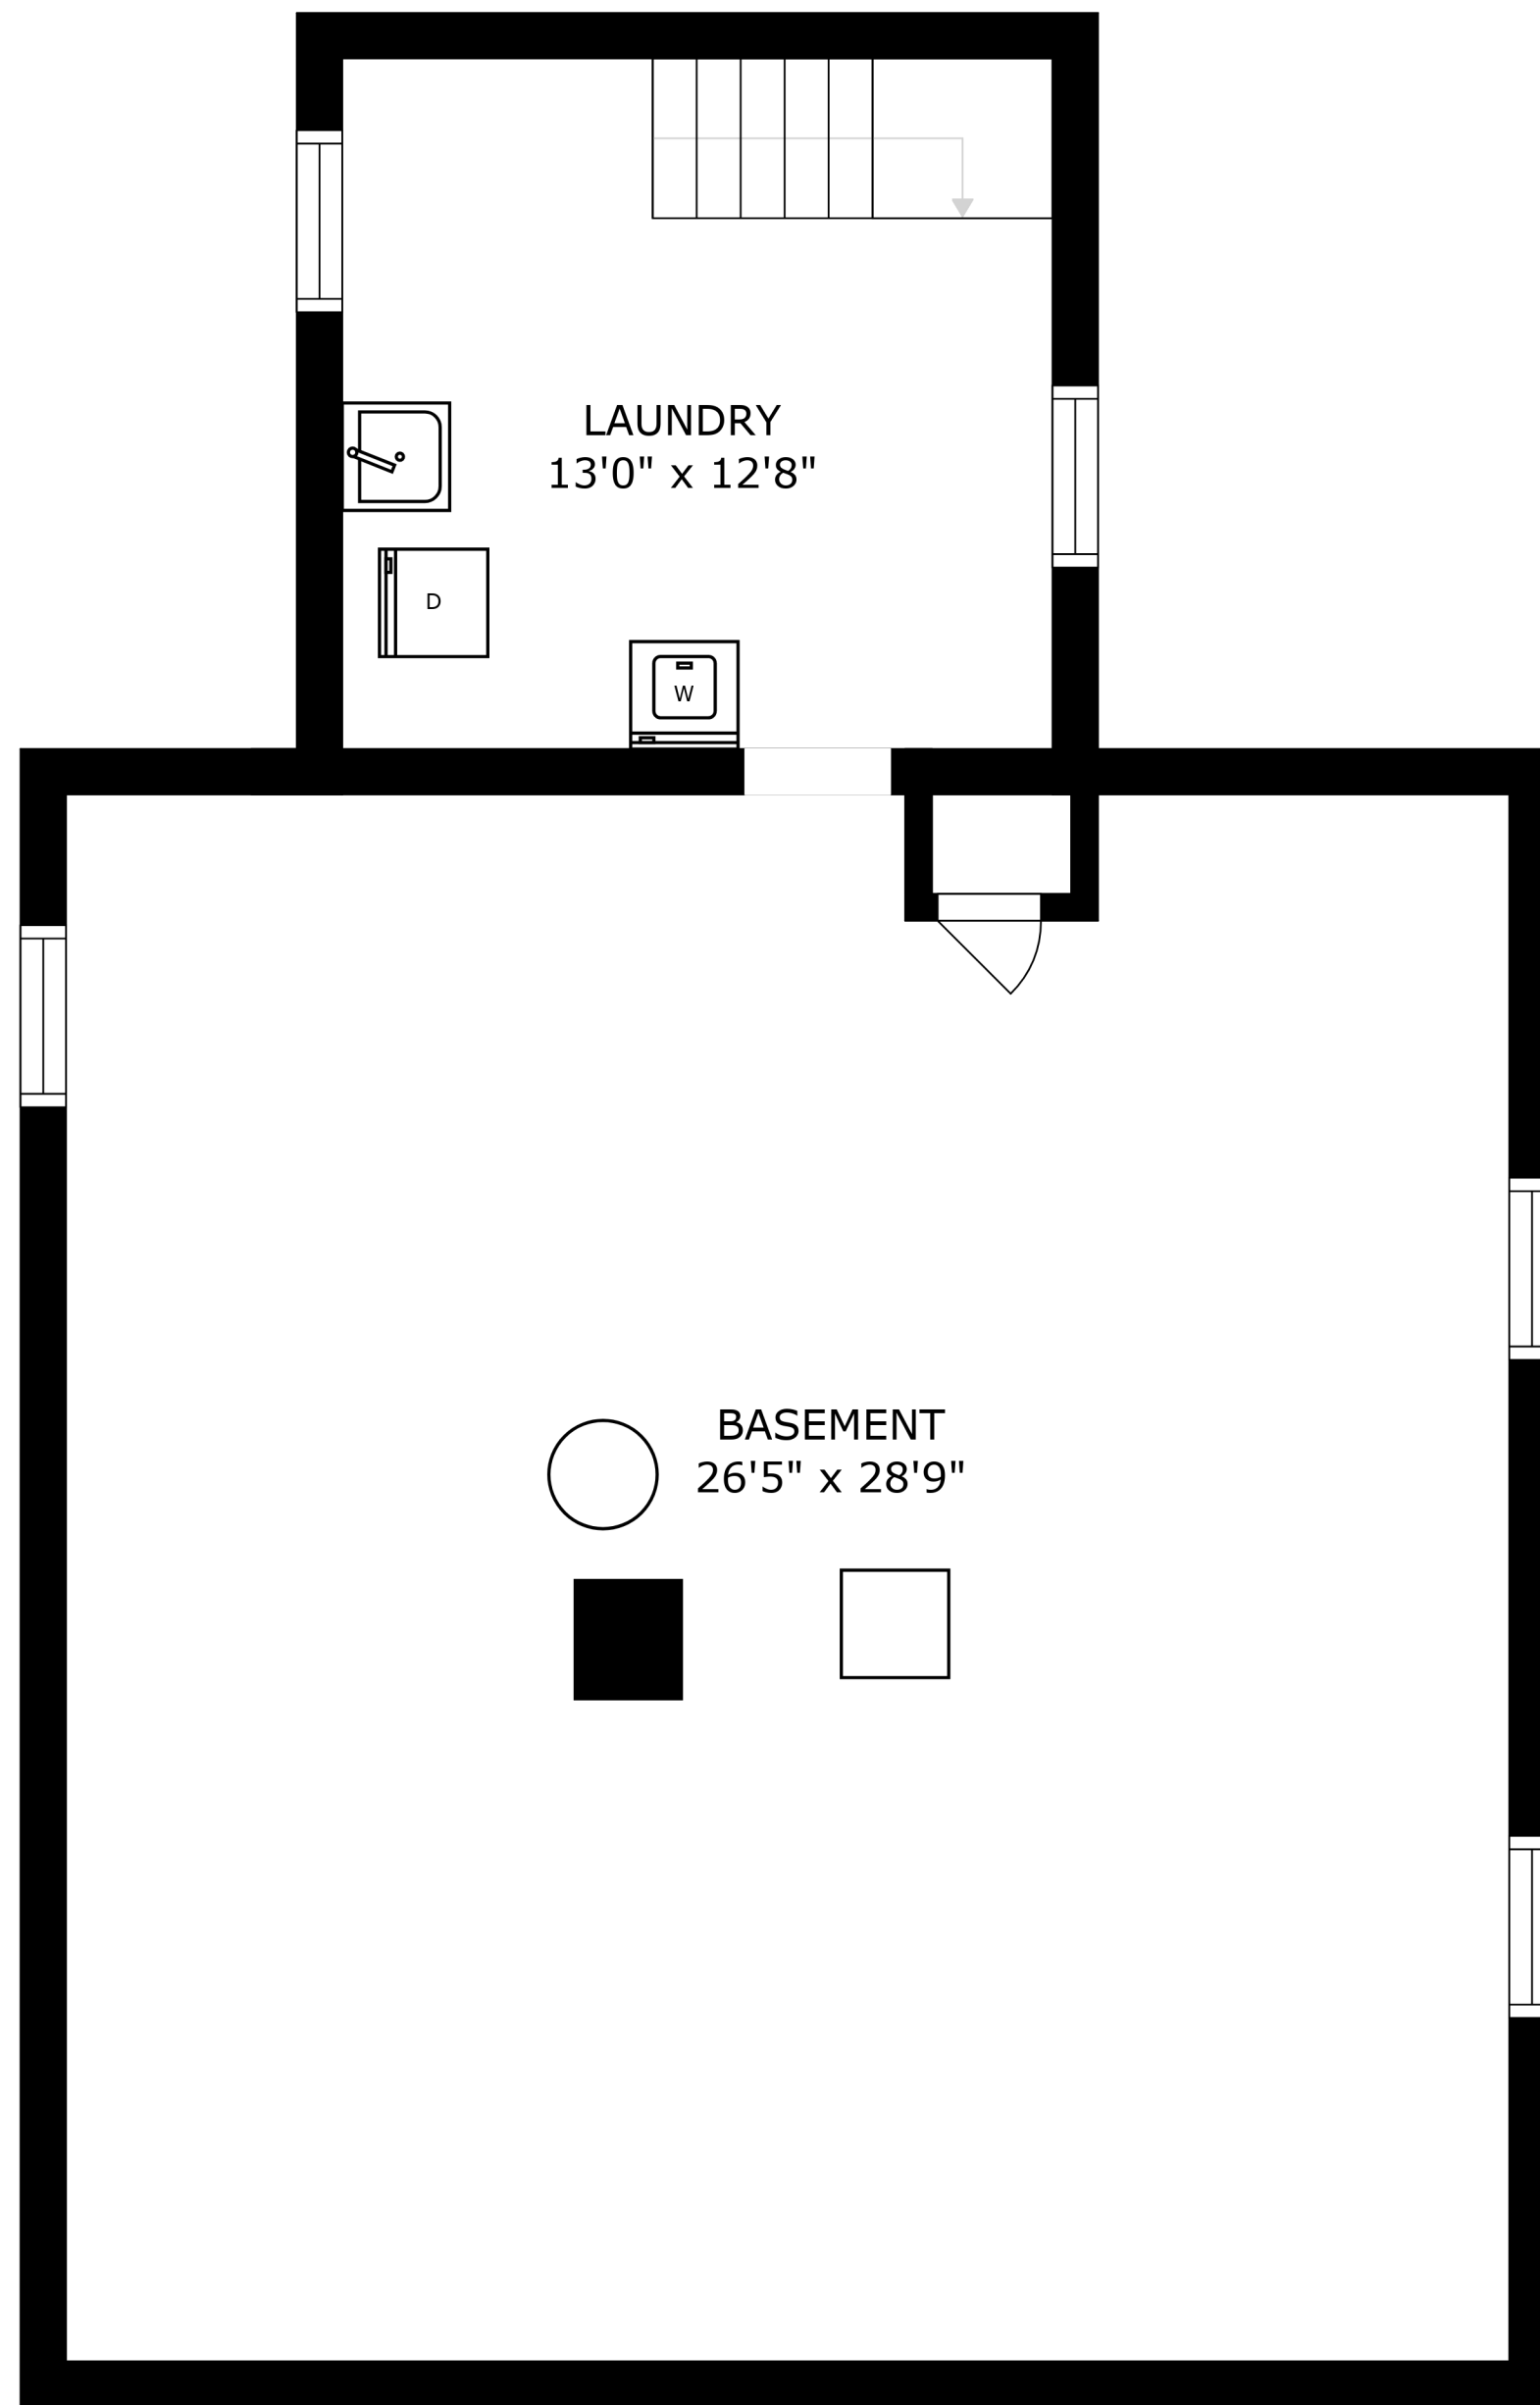 LAUNDRY
13'0" x 12'8"
D
W
BASEMENT
26'5" x 28'9"